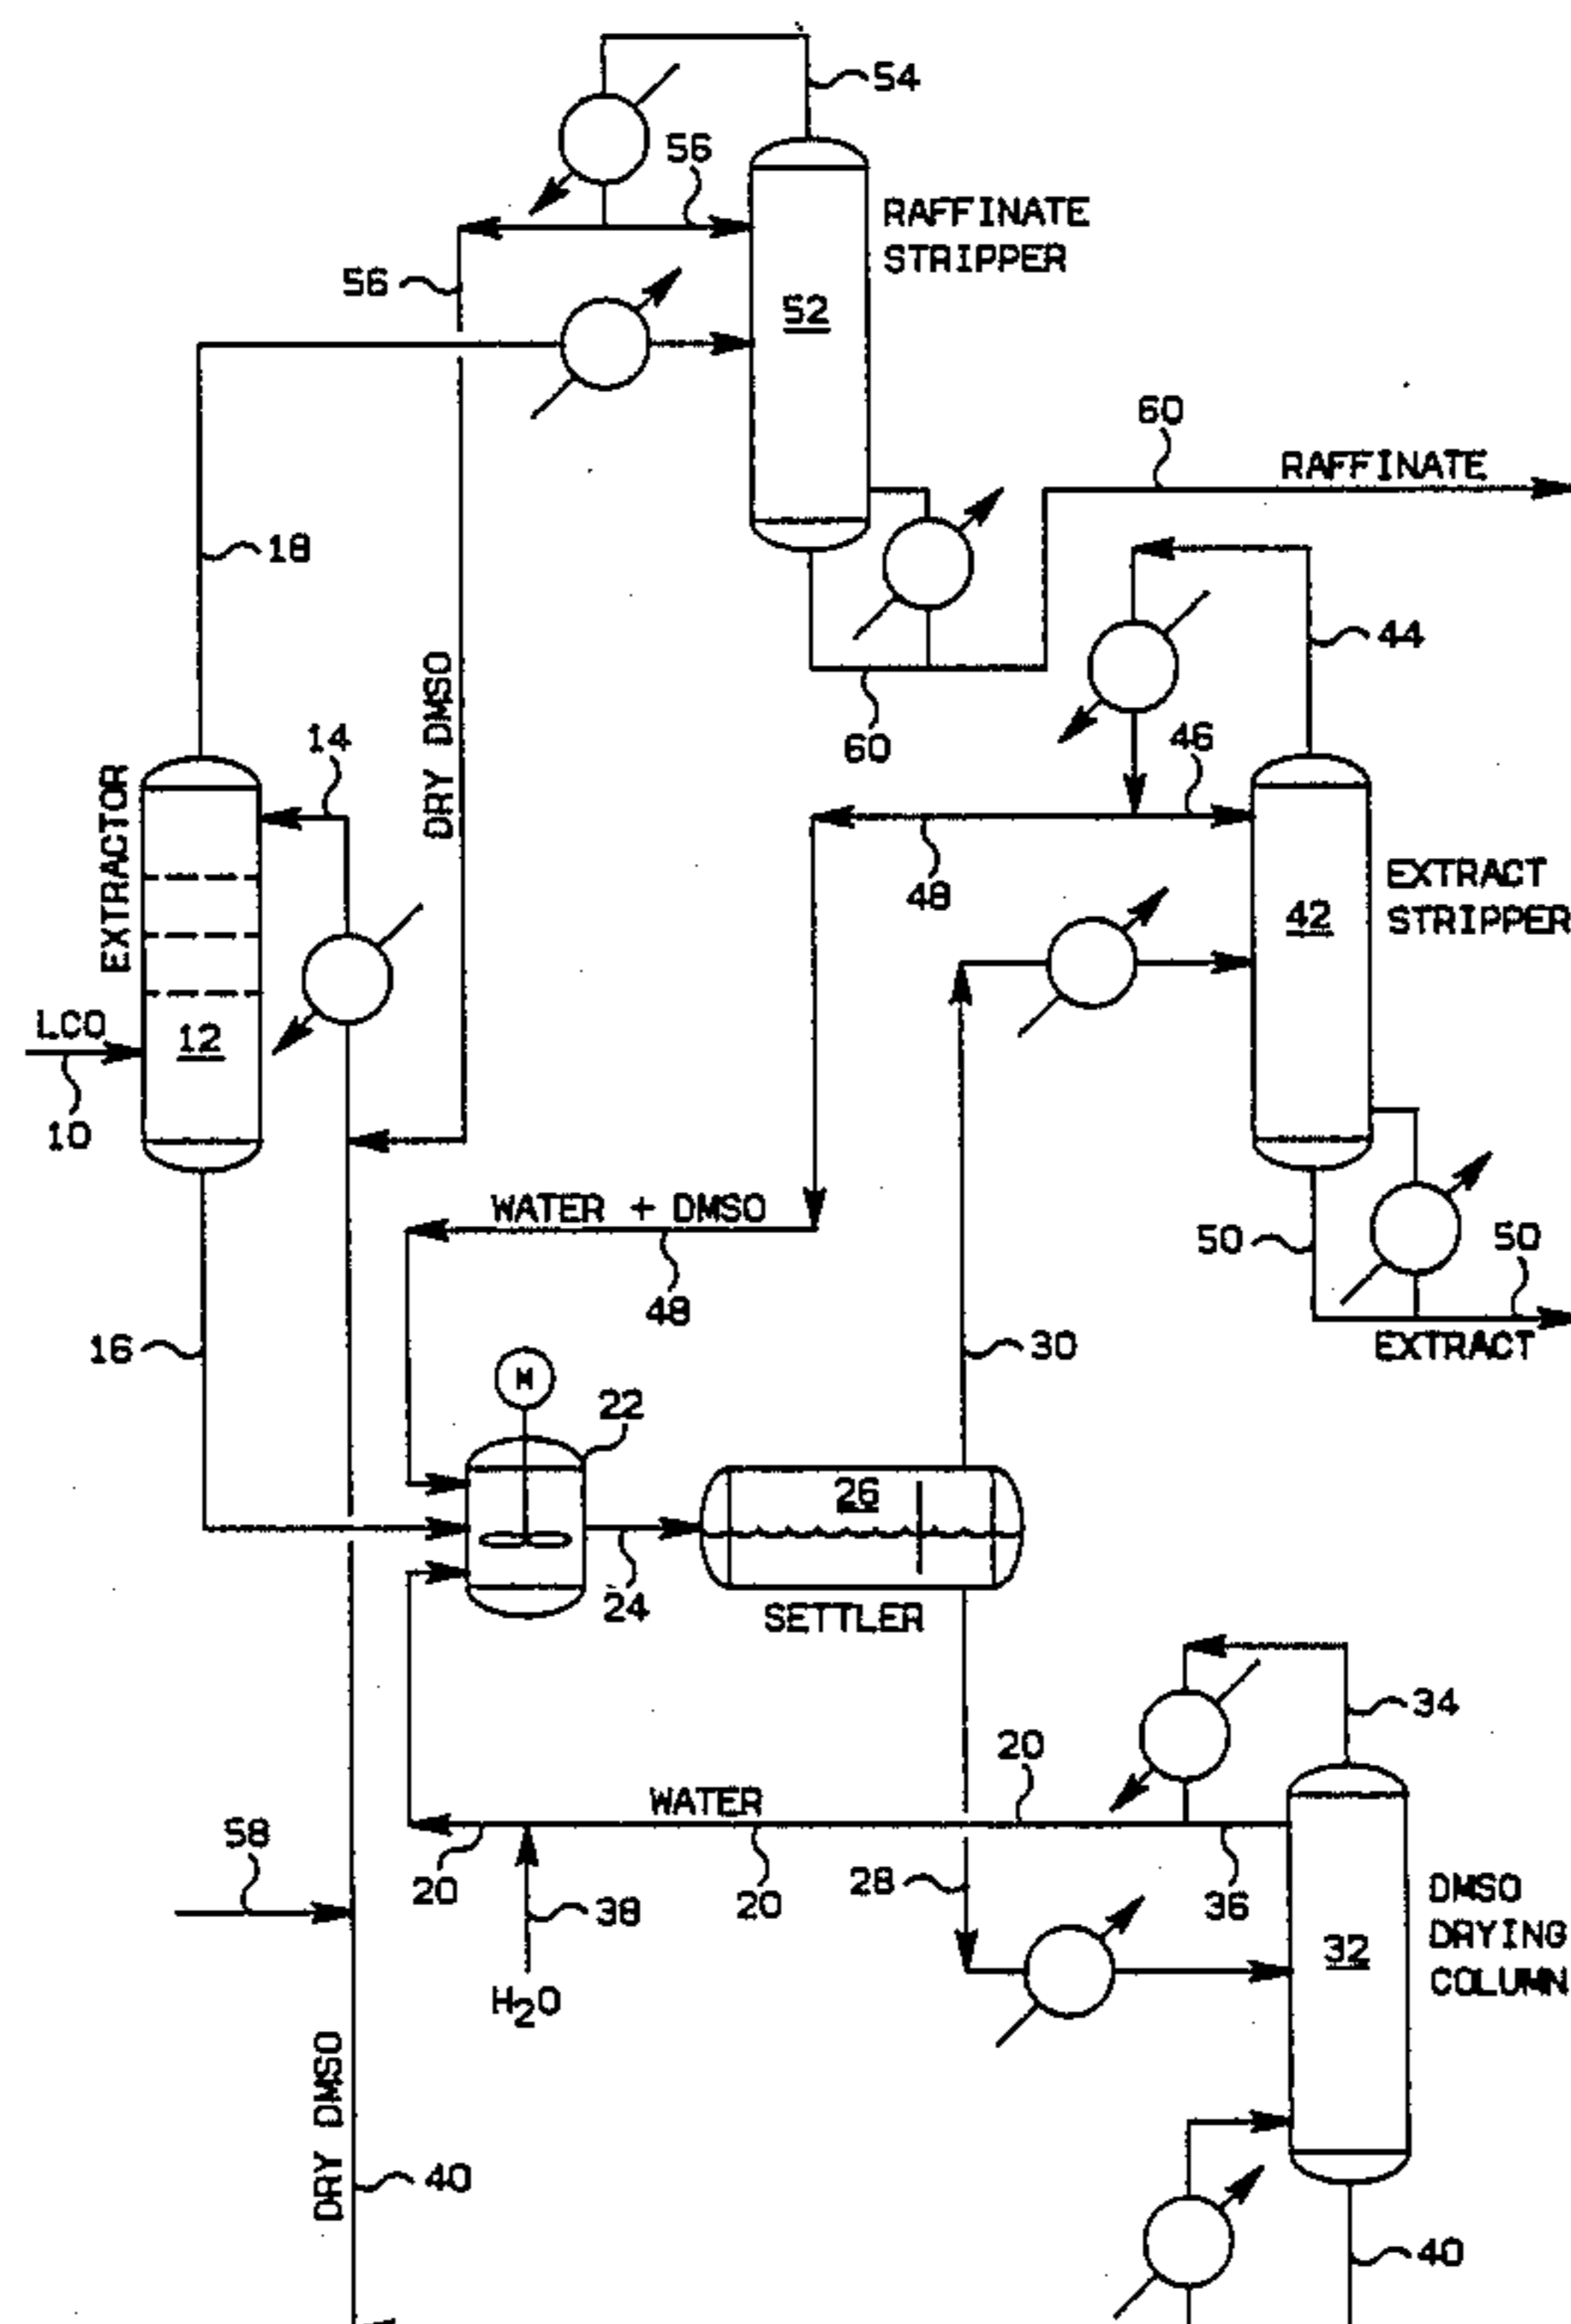 54
56
RAFFINATE
STRIPPER
56
52
60
RAFFINATE
18
44
DRY DMSO
14
60
46
EXTRACTOR
48
EXTRACT
STRIPPER
42
LCO
12
10
WATER + DMSO
50
50
48
16
30
EXTRACT
M
22
26
24
SETTLER
34
20
WATER
58
20
20
28
36
DMSO
DRYING
COLUMN
38
32
H2O
DRY DMSO
40
40